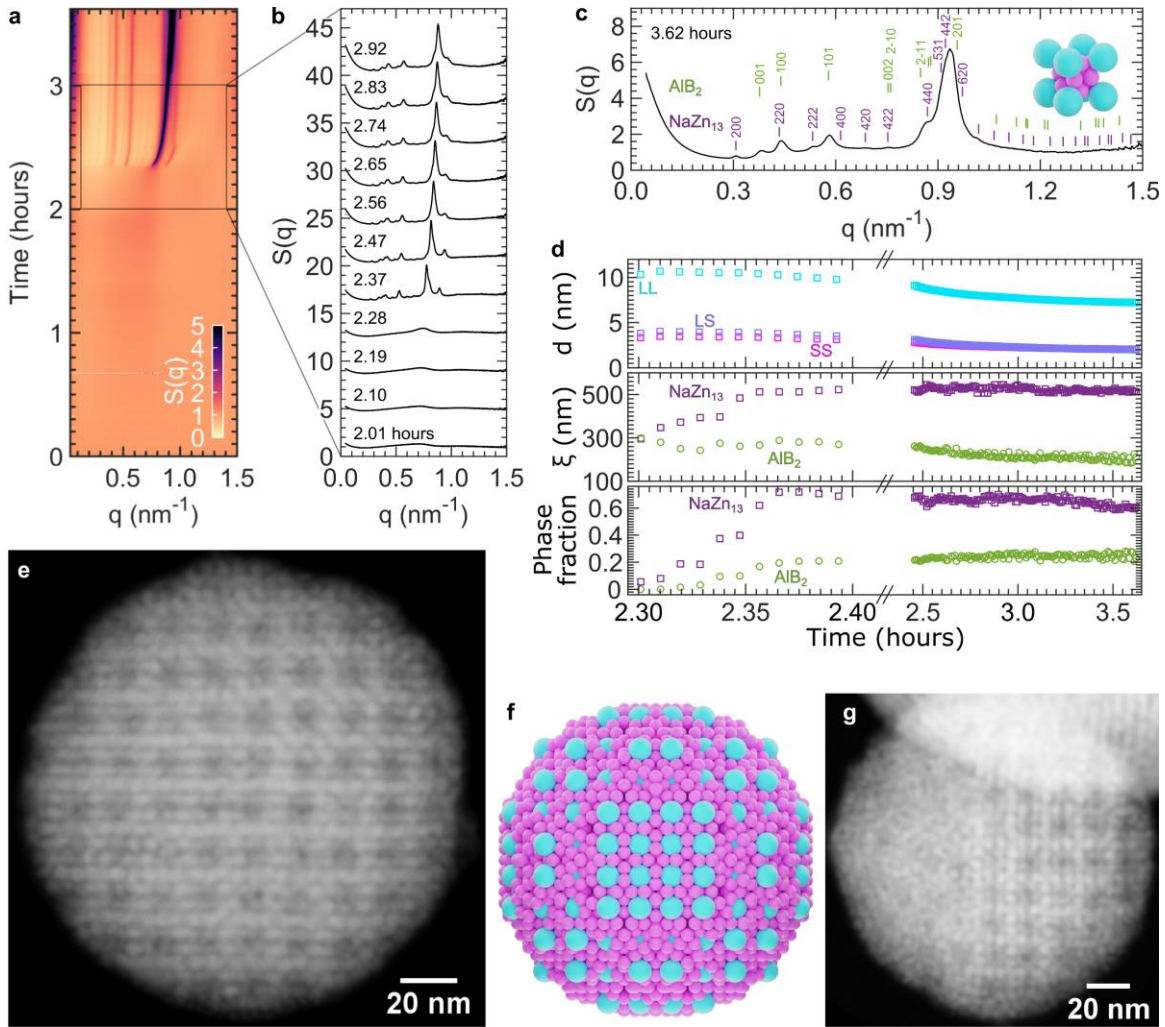 a
Time (hours)
3
2
1
0
5
4
3
2
1
0
S(q)
0.5
1.0
1.5
q (nm⁻¹)
b
S(q)
45
40
35
30
25
20
15
10
5
0
2.92
2.83
2.74
2.65
2.56
2.47
2.37
2.28
2.19
2.10
2.01 hours
0.0
0.5
1.0
1.5
q (nm⁻¹)
c
S(q)
8
6
4
2
0
3.62 hours
AlB₂
001
100
101
002
2-10
2-11
201
NaZn₁₃
200
220
222
400
420
422
440
531
442
620
0.0
0.3
0.6
0.9
1.2
1.5
q (nm⁻¹)
d
d (nm)
10
5
0
LL
LS
SS
ξ (nm)
500
300
100
NaZn₁₃
AlB₂
Phase
fraction
0.6
0.4
0.2
0
NaZn₁₃
AlB₂
2.30
2.35
2.40
2.5
3.0
3.5
Time (hours)
e
20 nm
f
g
20 nm